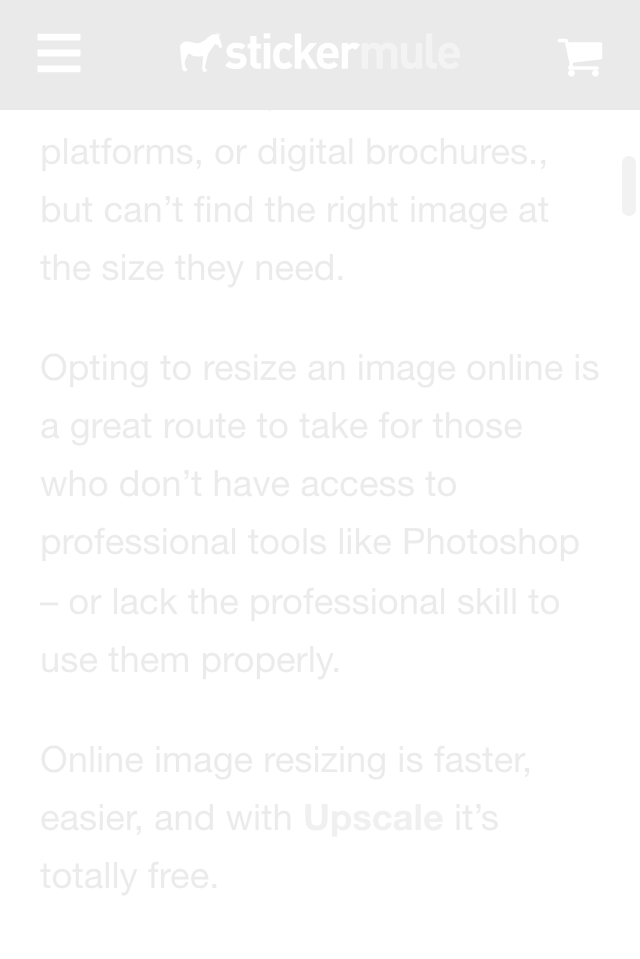 stickermule
platforms, or digital brochures.,
but can’t find the right image at
the size they need.
Opting to resize an image online is
a great route to take for those
who don’t have access to
professional tools like Photoshop
– or lack the professional skill to
use them properly.
Online image resizing is faster,
easier, and with Upscale it’s
totally free.